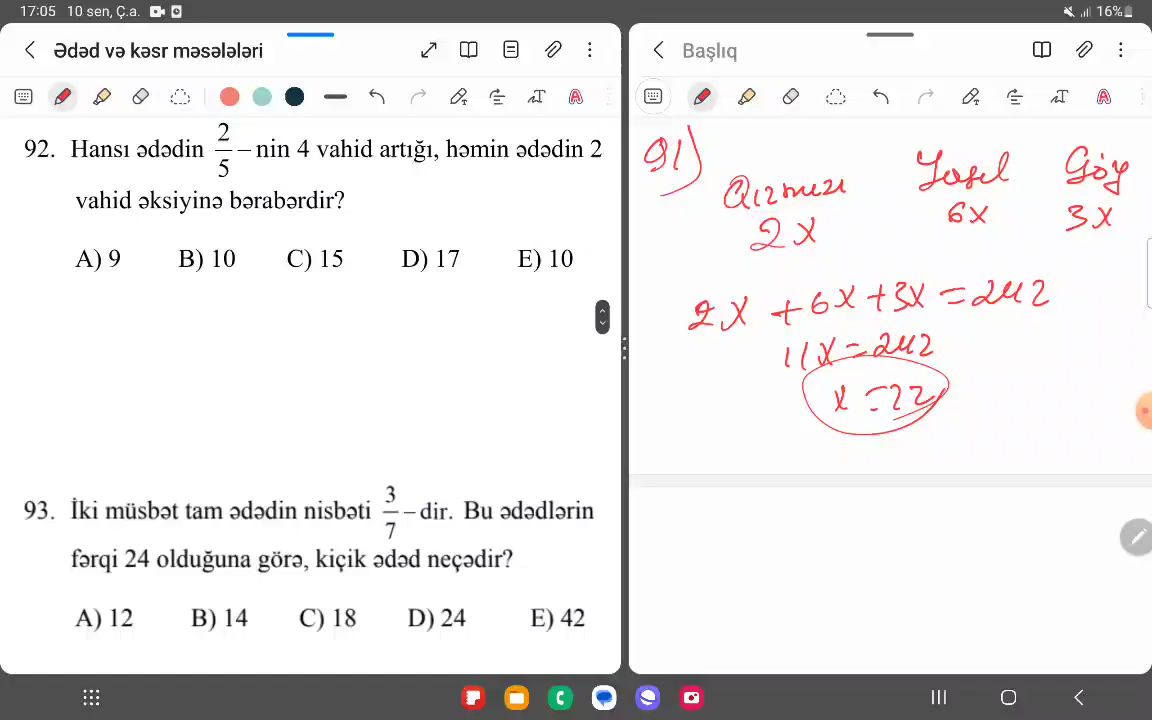 17:05 10 sen, Ç.a.
16%
Ədəd və kəsr məsələləri
Başlıq
92. Hansı ədədin 2/5 – nin 4 vahid artığı, həmin ədədin 2
vahid əksiyinə bərabərdir?
A) 9 B) 10 C) 15 D) 17 E) 10
93. İki müsbət tam ədədin nisbəti 3/7 – dir. Bu ədədlərin
fərqi 24 olduğuna görə, kiçik ədəd neçədir?
A) 12 B) 14 C) 18 D) 24 E) 42
91)
Qızmızı Yaşıl Göy
2x 6x 3x
2x + 6x + 3x = 242
11x = 242
x = 22